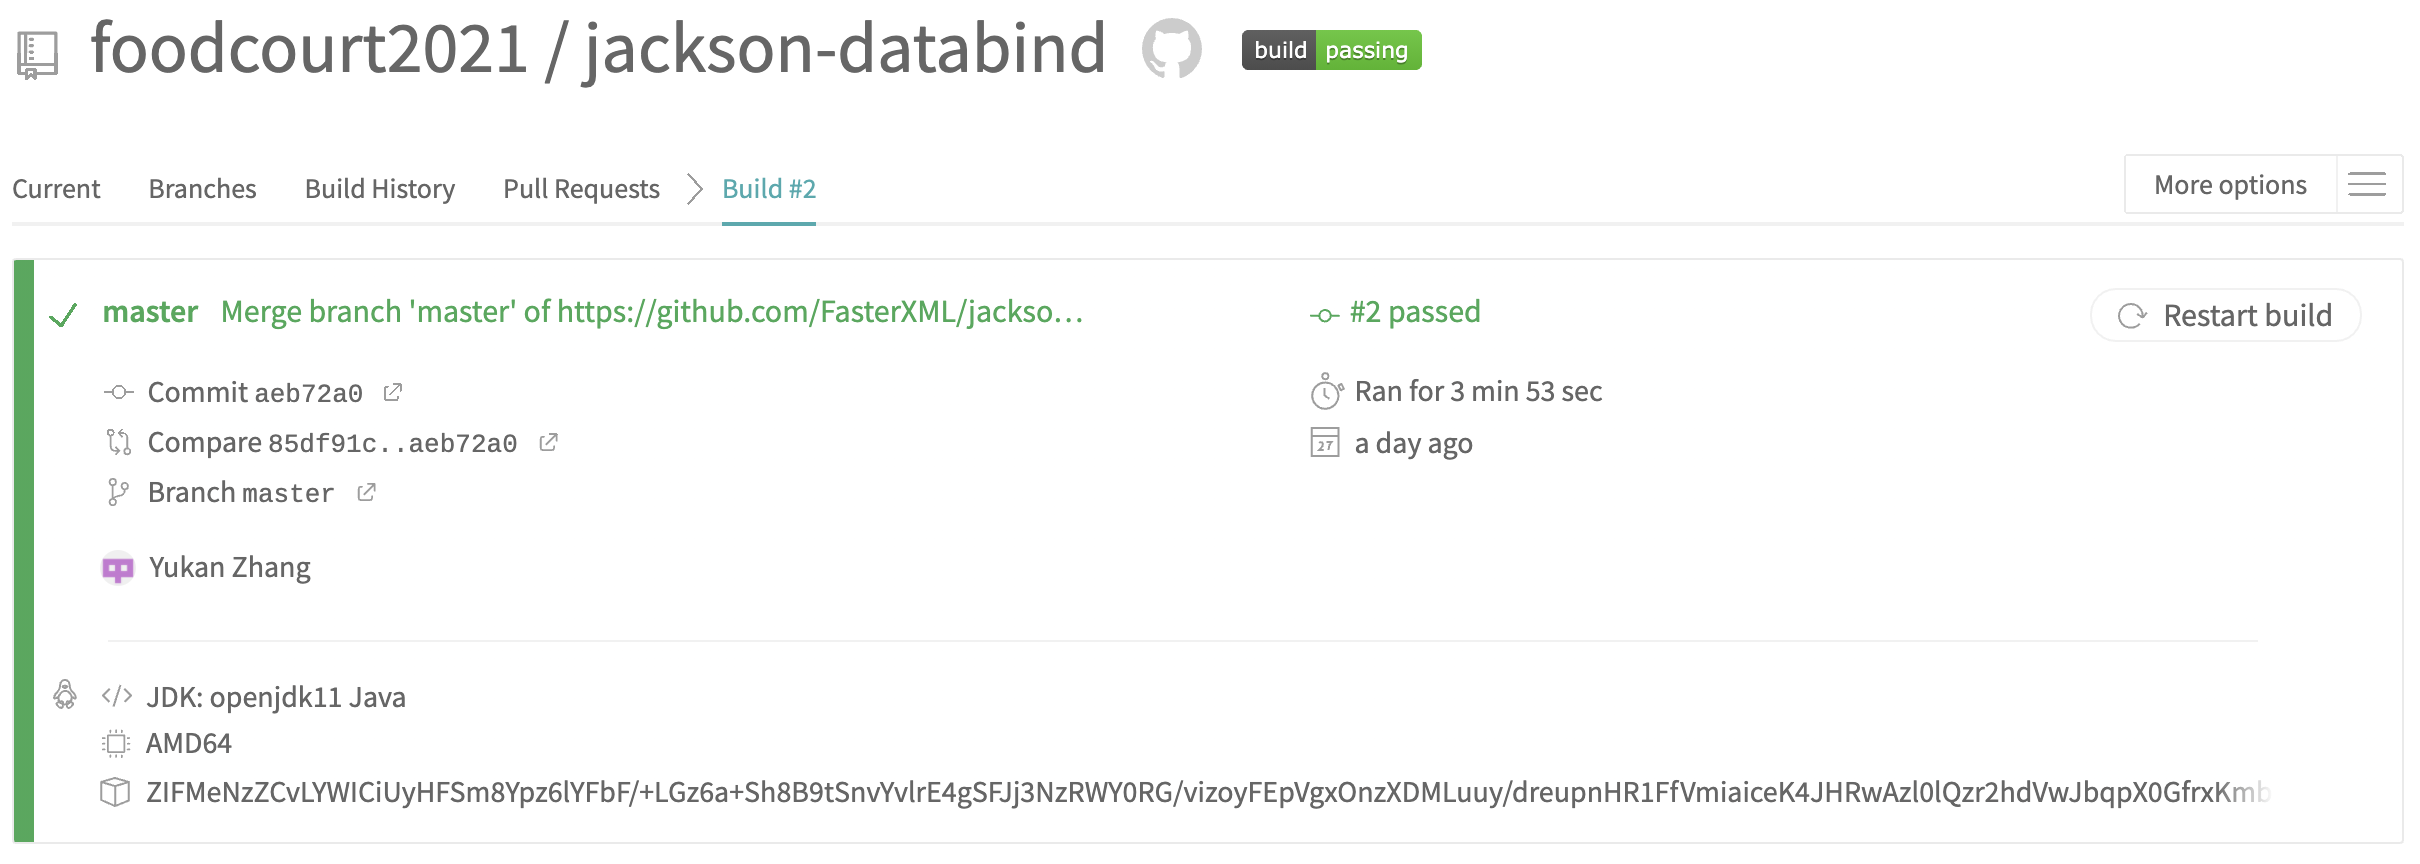 foodcourt2021 / jackson-databind build passing
Current Branches Build History Pull Requests Build #2 More options
master Merge branch 'master' of https://github.com/FasterXML/jackso… #2 passed Restart build
Commit aeb72a0 Ran for 3 min 53 sec
Compare 85df91c..aeb72a0 27 a day ago
Branch master
Yukan Zhang
JDK: openjdk11 Java
AMD64
ZIFMeNzZCvLYWICiUyHFSm8Ypz6lYFbF/+LGz6a+Sh8B9tSnvYvlrE4gSFJj3NzRWY0RG/vizoyFEpVgxOnzXDMLuuy/dreupnHR1FfVmiaiceK4JHRwAzl0lQzr2hdVwJbqpX0GfrxKmb